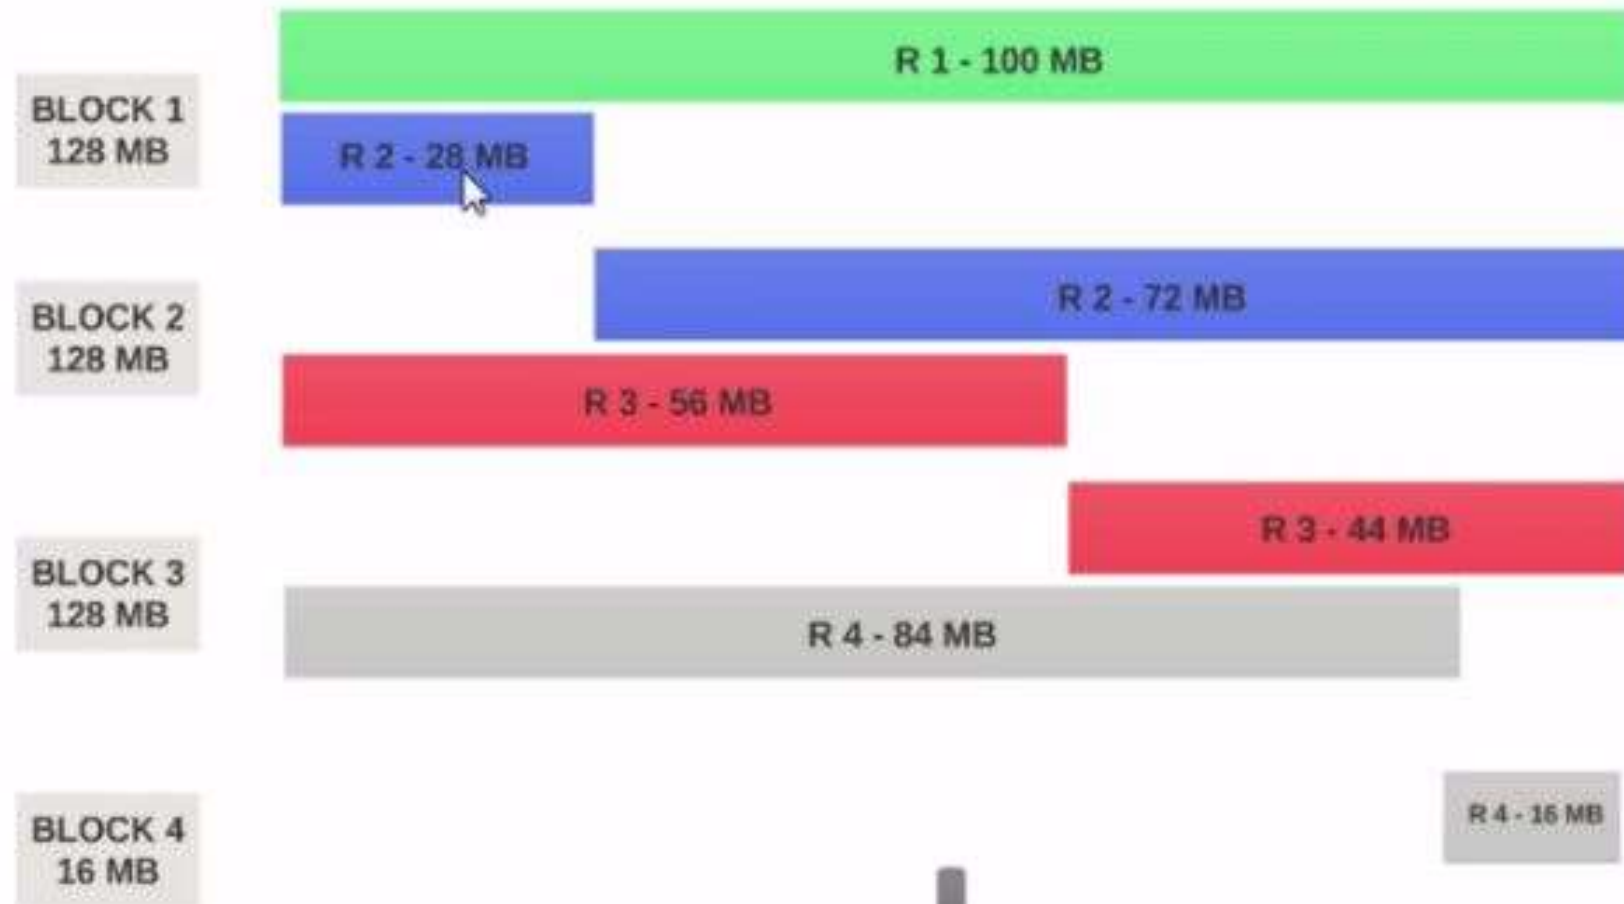 R 1 - 100 MB
BLOCK 1
128 MB
R 2 - 28 MB
BLOCK 2
128 MB
R 2 - 72 MB
R 3 - 56 MB
R 3 - 44 MB
BLOCK 3
128 MB
R 4 - 84 MB
R 4 - 16 MB
BLOCK 4
16 MB